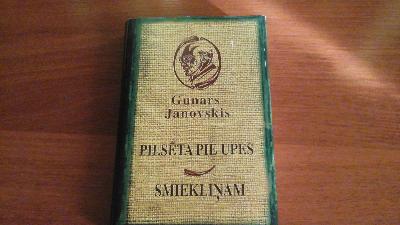 Gunars
Janovskis
PILSĒTA PIE UPES
SMIEKLIŅAM